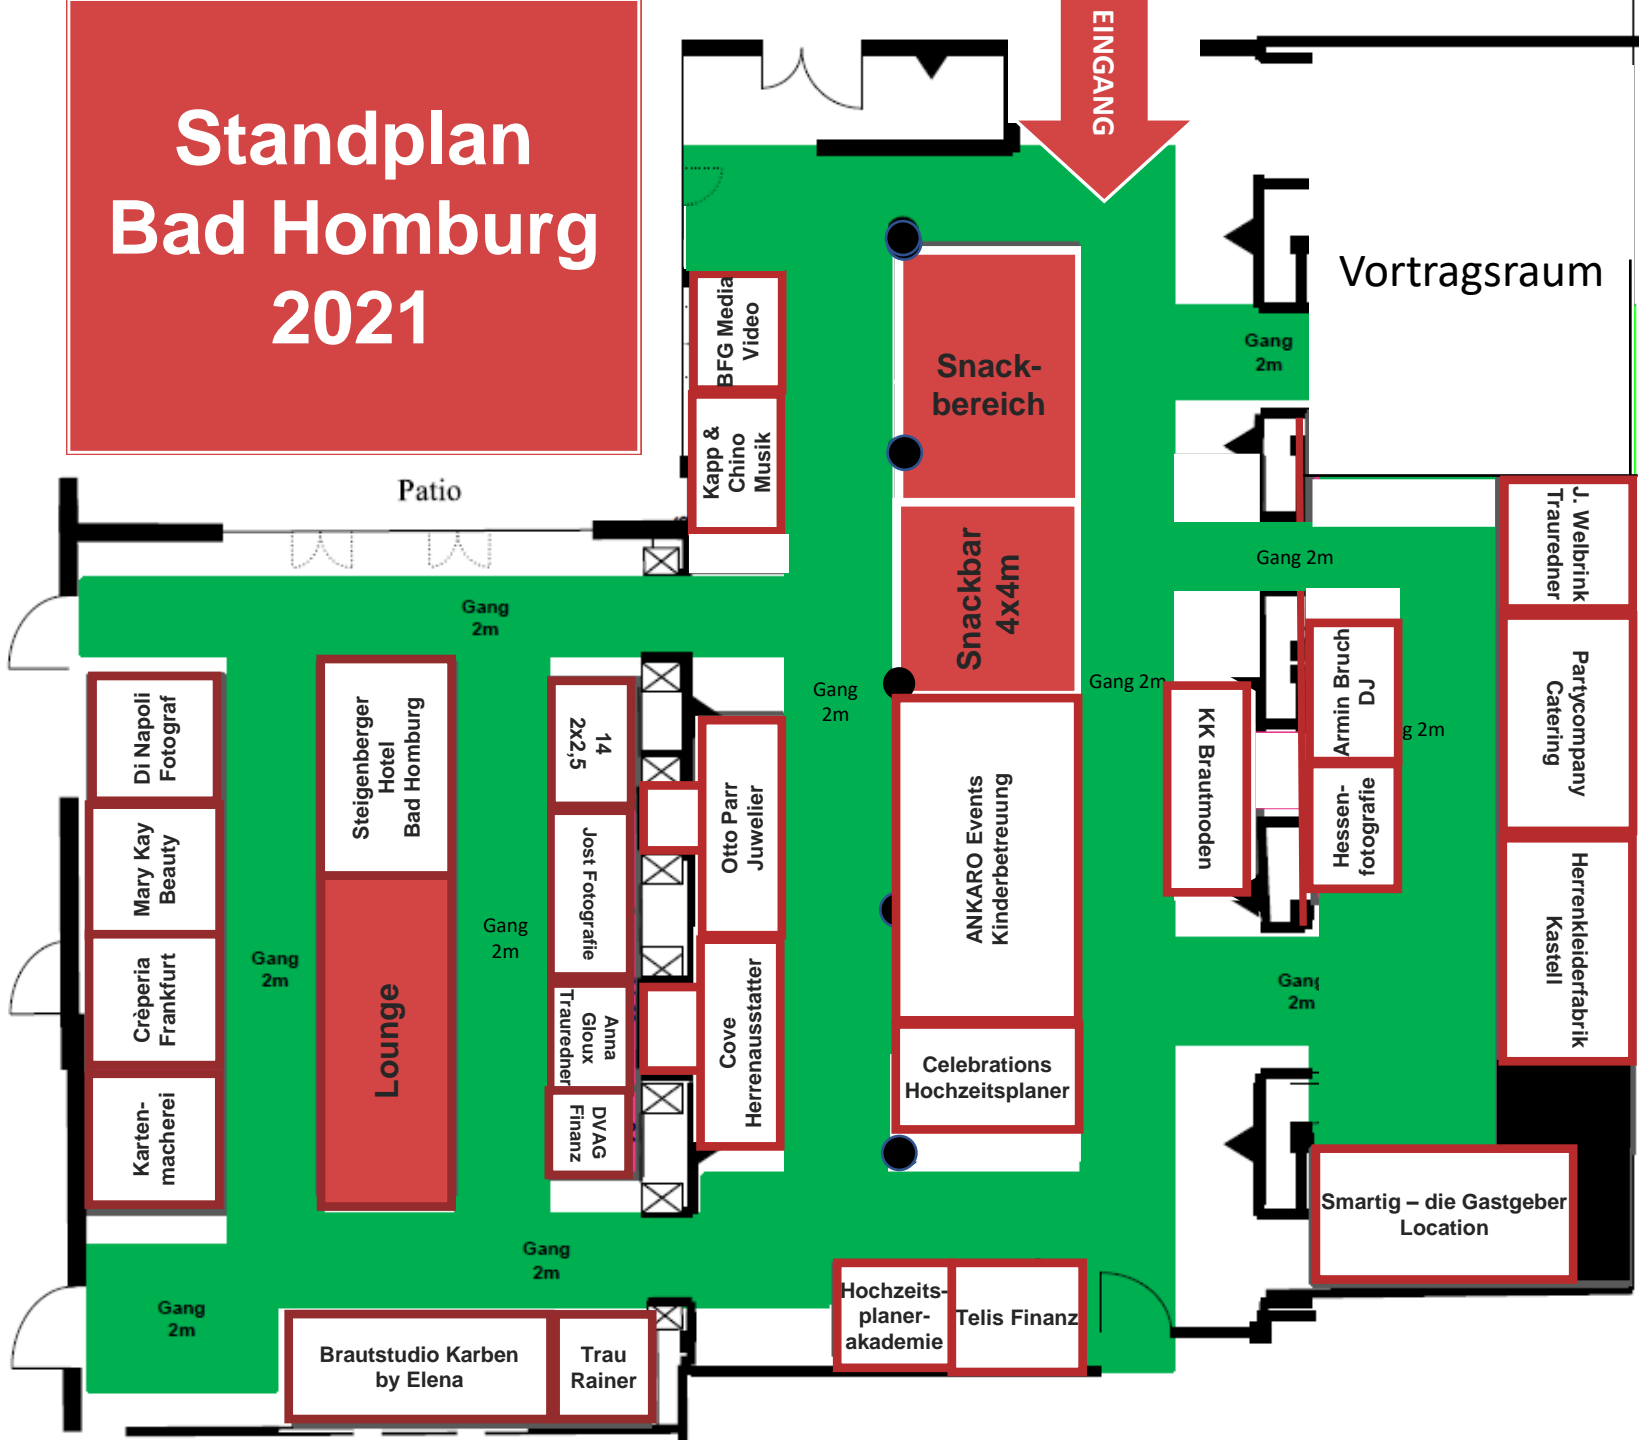 Standplan
Bad Homburg
2021
EINGANG
Vortragsraum
Patio
BFG Media
Video
Kapp &
Chino
Musik
Snack-
bereich
Snackbar
4x4m
Gang
2m
Gang 2m
J. Welbrink
Trauredner
Gang
2m
Gang
2m
Gang 2m
Armin Bruch
DJ
g 2m
Partycompany
Catering
Di Napoli
Fotograf
Steigenberger
Hotel
Bad Homburg
14
2x2,5
Otto Parr
Juwelier
ANKARO Events
Kinderbetreuung
KK Brautmoden
Hessen-
fotografie
Mary Kay
Beauty
Jost Fotografie
Herrenkleiderfabrik
Kastell
Crèperia
Frankfurt
Gang
2m
Lounge
Gang
2m
Anna
Gloux
Trauredner
Cove
Herrenausstatter
Gang
2m
Celebrations
Hochzeitsplaner
Karten-
macherei
DVAG
Finanz
Smartig – die Gastgeber
Location
Gang
2m
Gang
2m
Hochzeits-
planer-
akademie
Telis Finanz
Brautstudio Karben
by Elena
Trau
Rainer